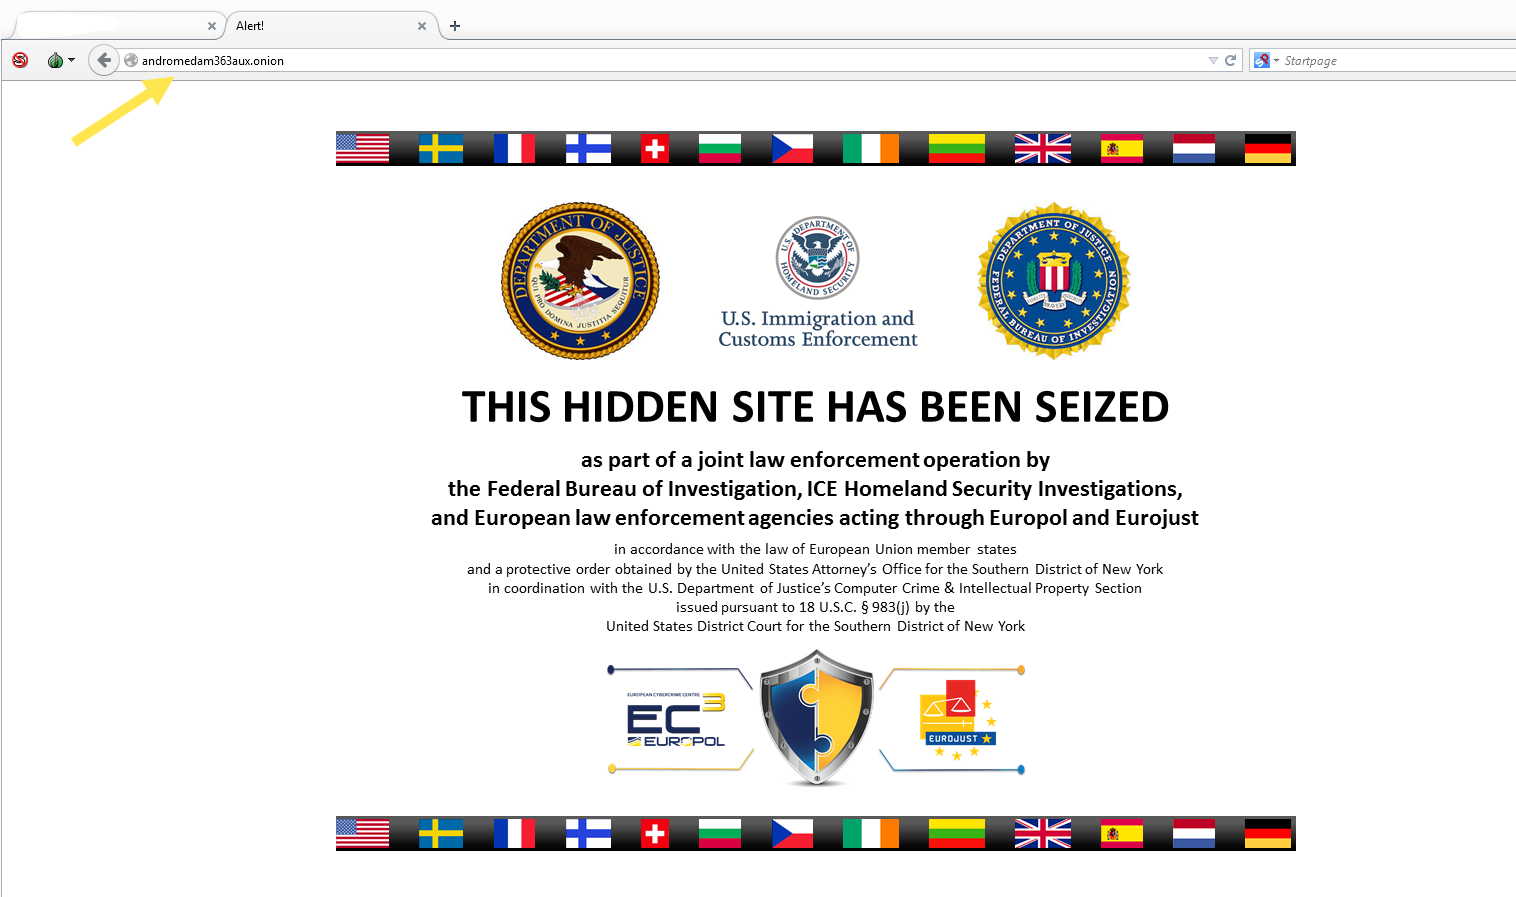 Alert!
andromedam363aux.onion
Startpage
DEPARTMENT OF JUSTICE
QUI PRO DOMINA JUSTITIA SEQUITUR
U.S. DEPARTMENT OF
HOMELAND SECURITY
U.S. Immigration and
Customs Enforcement
DEPARTMENT OF JUSTICE
FEDERAL BUREAU OF INVESTIGATION
THIS HIDDEN SITE HAS BEEN SEIZED
as part of a joint law enforcement operation by
the Federal Bureau of Investigation, ICE Homeland Security Investigations,
and European law enforcement agencies acting through Europol and Eurojust
in accordance with the law of European Union member states
and a protective order obtained by the United States Attorney’s Office for the Southern District of New York
in coordination with the U.S. Department of Justice’s Computer Crime & Intellectual Property Section
issued pursuant to 18 U.S.C. § 983(j) by the
United States District Court for the Southern District of New York
EUROPEAN CYBERCRIME CENTRE
EC3
EUROPOL
EUROJUST